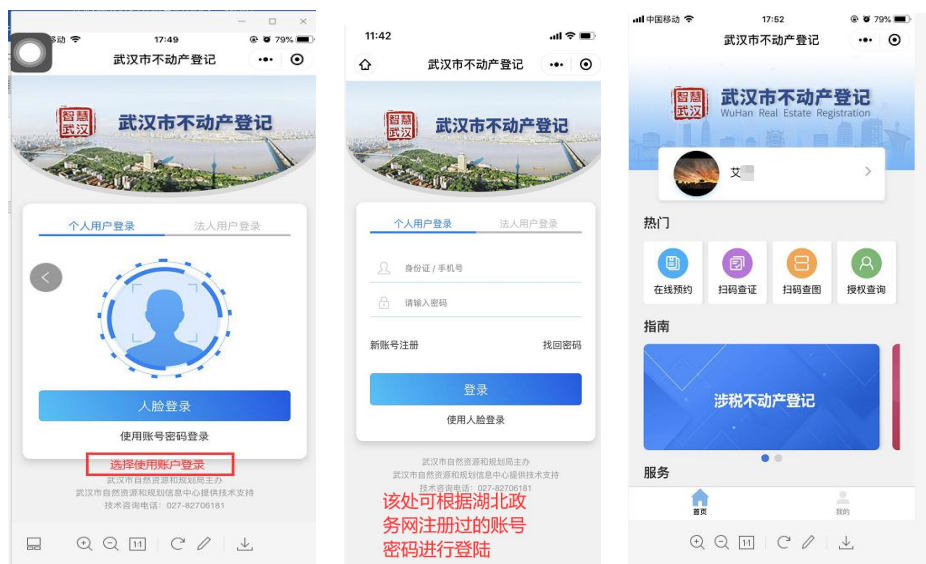 移动
17:49
79%
武汉市不动产登记
智慧
武汉
武汉市不动产登记
个人用户登录
法人用户登录
人脸登录
使用账号密码登录
选择使用账户登录
武汉市自然资源和规划局主办
武汉市自然资源和规划信息中心提供技术支持
技术咨询电话：027-82706181
1:1
11:42
武汉市不动产登记
智慧
武汉
武汉市不动产登记
个人用户登录
法人用户登录
身份证 / 手机号
请输入密码
新账号注册
找回密码
登录
使用人脸登录
武汉市自然资源和规划局主办
武汉市自然资源和规划信息中心提供技术支持
技术咨询电话：027-82706181
该处可根据湖北政
务网注册过的账号
密码进行登陆
中国移动
17:52
79%
武汉市不动产登记
智慧
武汉
武汉市不动产登记
WuHan Real Estate Registration
艾
热门
在线预约
扫码查证
扫码查图
授权查询
指南
涉税不动产登记
服务
首页
我的
1:1